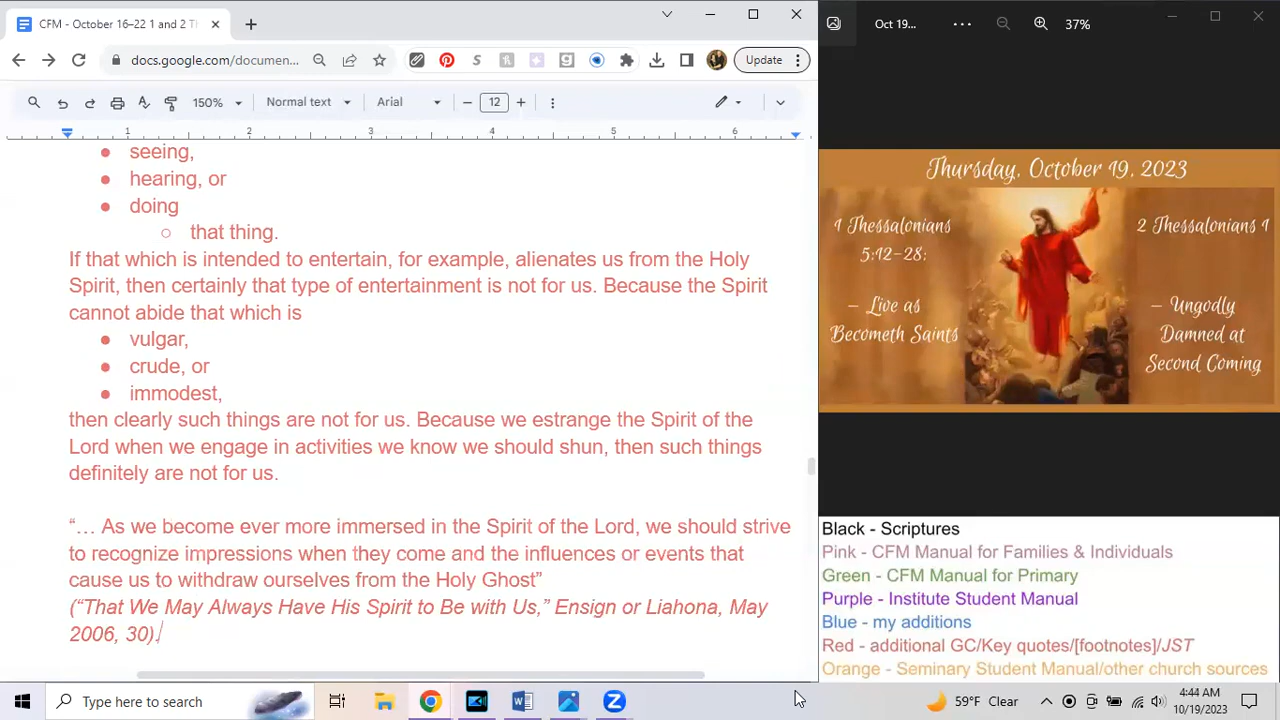 CFM - October 16–22 1 and 2 Th
docs.google.com/documen...
Update
150%
Normal text
Arial
12
1 2 3 4 5 6
seeing,
hearing, or
doing
that thing.
If that which is intended to entertain, for example, alienates us from the Holy
Spirit, then certainly that type of entertainment is not for us. Because the Spirit
cannot abide that which is
vulgar,
crude, or
immodest,
then clearly such things are not for us. Because we estrange the Spirit of the
Lord when we engage in activities we know we should shun, then such things
definitely are not for us.
“… As we become ever more immersed in the Spirit of the Lord, we should strive
to recognize impressions when they come and the influences or events that
cause us to withdraw ourselves from the Holy Ghost”
(“That We May Always Have His Spirit to Be with Us,” Ensign or Liahona, May
2006, 30).
Oct 19...
37%
Thursday, October 19, 2023
1 Thessalonians
5:12-28:
- Live as
Becometh Saints
2 Thessalonians 1
- Ungodly
Damned at
Second Coming
Black - Scriptures
Pink - CFM Manual for Families & Individuals
Green - CFM Manual for Primary
Purple - Institute Student Manual
Blue - my additions
Red - additional GC/Key quotes/[footnotes]/JST
Orange - Seminary Student Manual/other church sources
Type here to search
59°F Clear
4:44 AM
10/19/2023